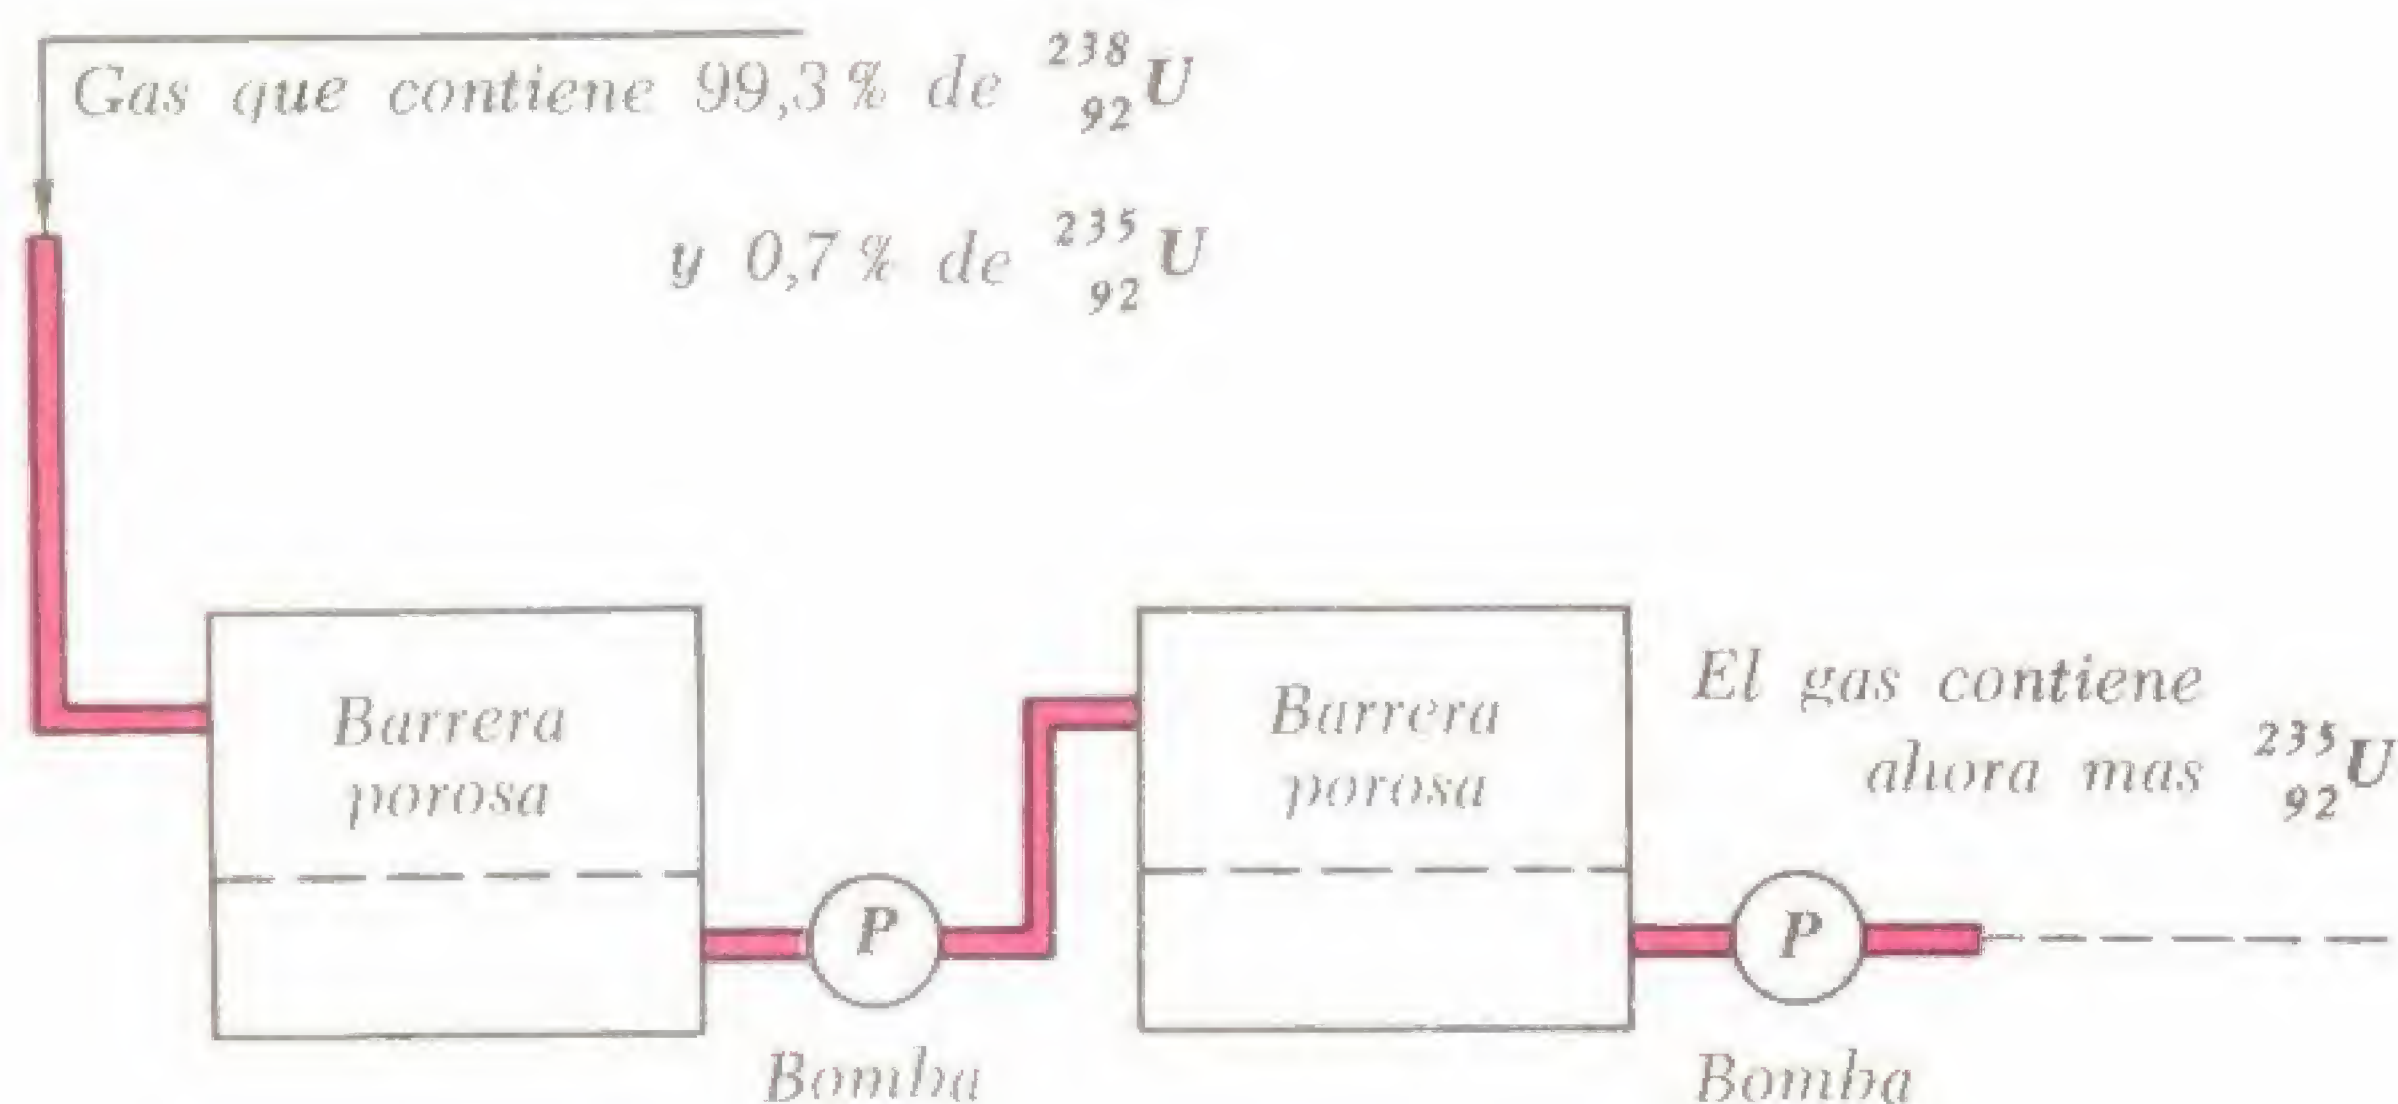 Gas que contiene 99,3 % de ²³⁸₉₂U
y 0,7 % de ²³⁵₉₂U
Barrera
porosa
Barrera
porosa
El gas contiene
ahora mas ²³⁵₉₂U
P
P
Bomba
Bomba